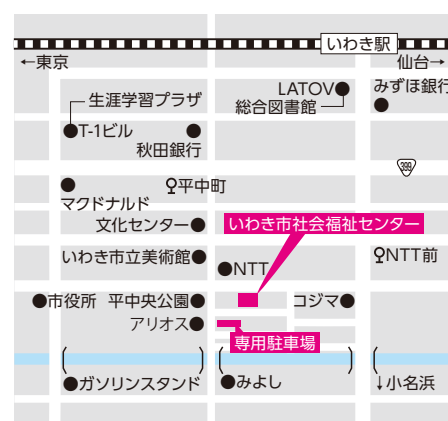 いわき駅
←東京
仙台→
LATOV
みずほ銀行
生涯学習プラザ
総合図書館
T-1ビル
秋田銀行
399
平中町
マクドナルド
文化センター
いわき市社会福祉センター
いわき市立美術館
NTT
NTT前
市役所
平中央公園
コジマ
アリオス
専用駐車場
ガソリンスタンド
みよし
↓小名浜